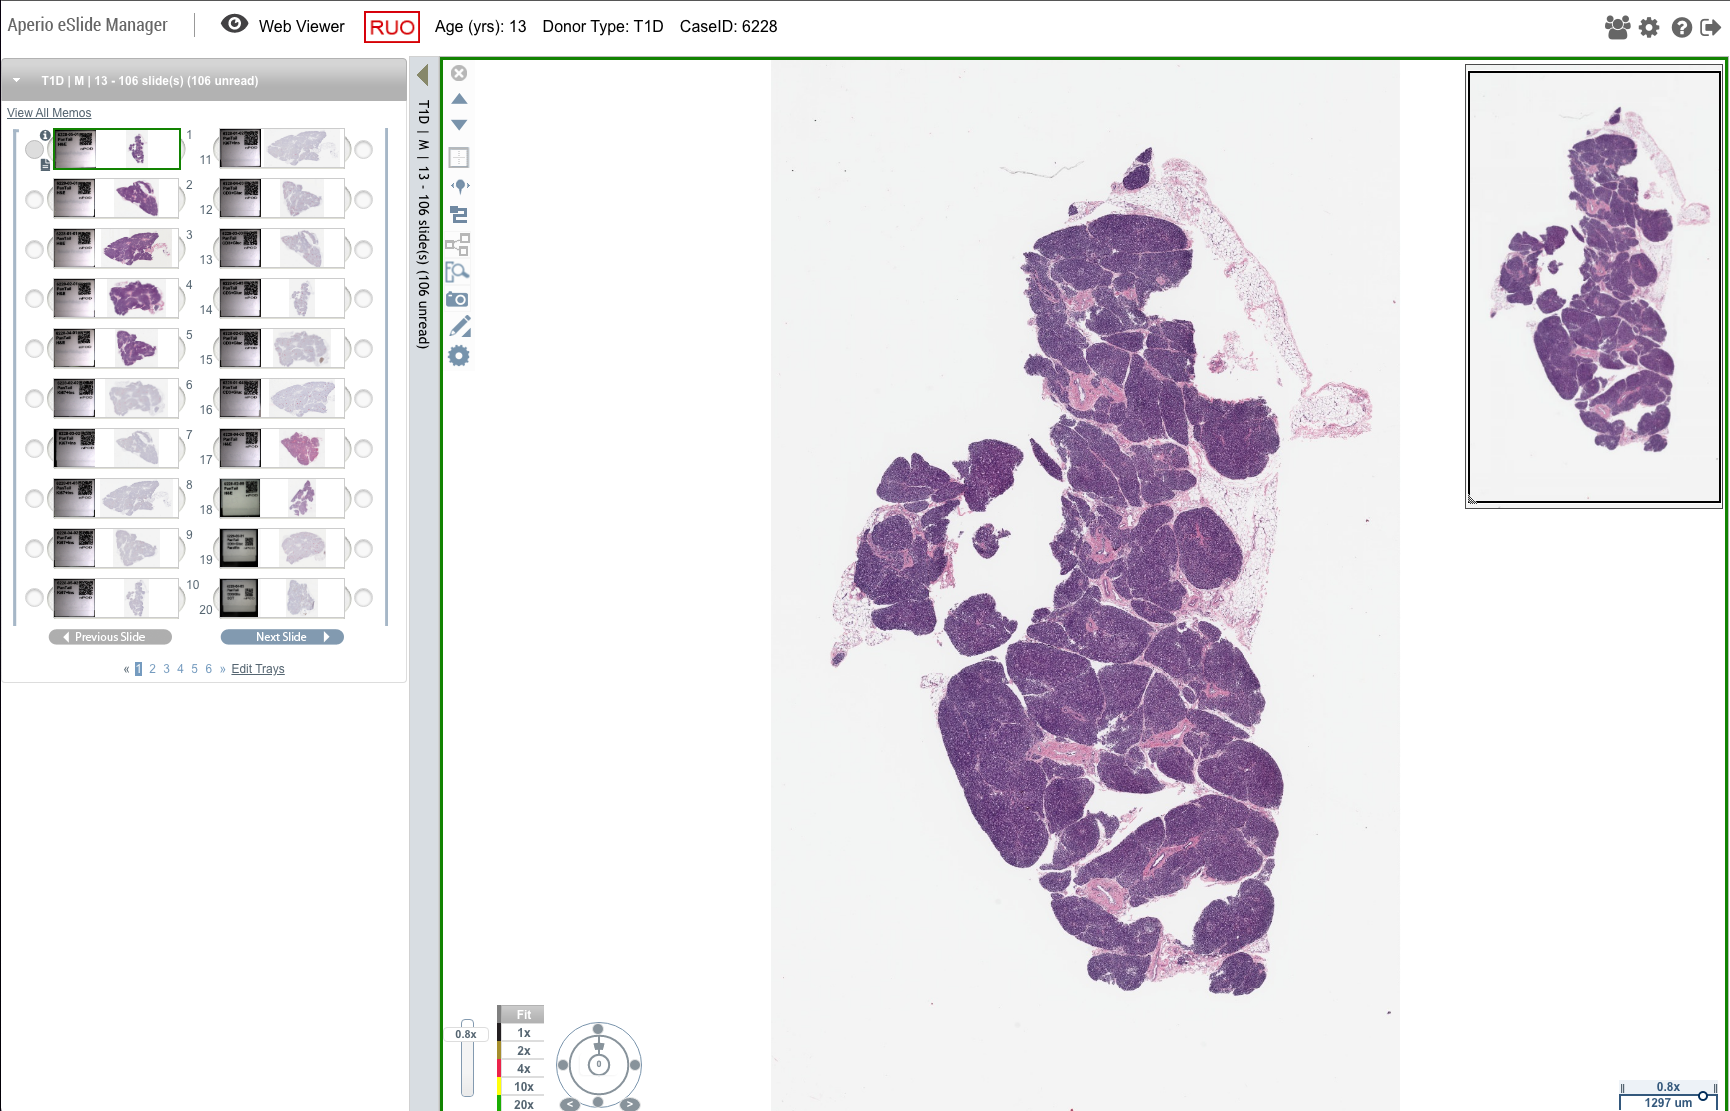 Aperio eSlide Manager
Web Viewer
RUO
Age (yrs): 13 Donor Type: T1D CaseID: 6228
T1D | M | 13 - 106 slide(s) (106 unread)
View All Memos
1
11
2
12
3
13
4
14
5
15
6
16
7
17
8
18
9
19
10
20
Previous Slide
Next Slide
« 1 2 3 4 5 6 » Edit Trays
T1D | M | 13 - 106 slide(s) (106 unread)
0.8x
Fit
1x
2x
4x
10x
20x
0
< >
0.8x
1297 um